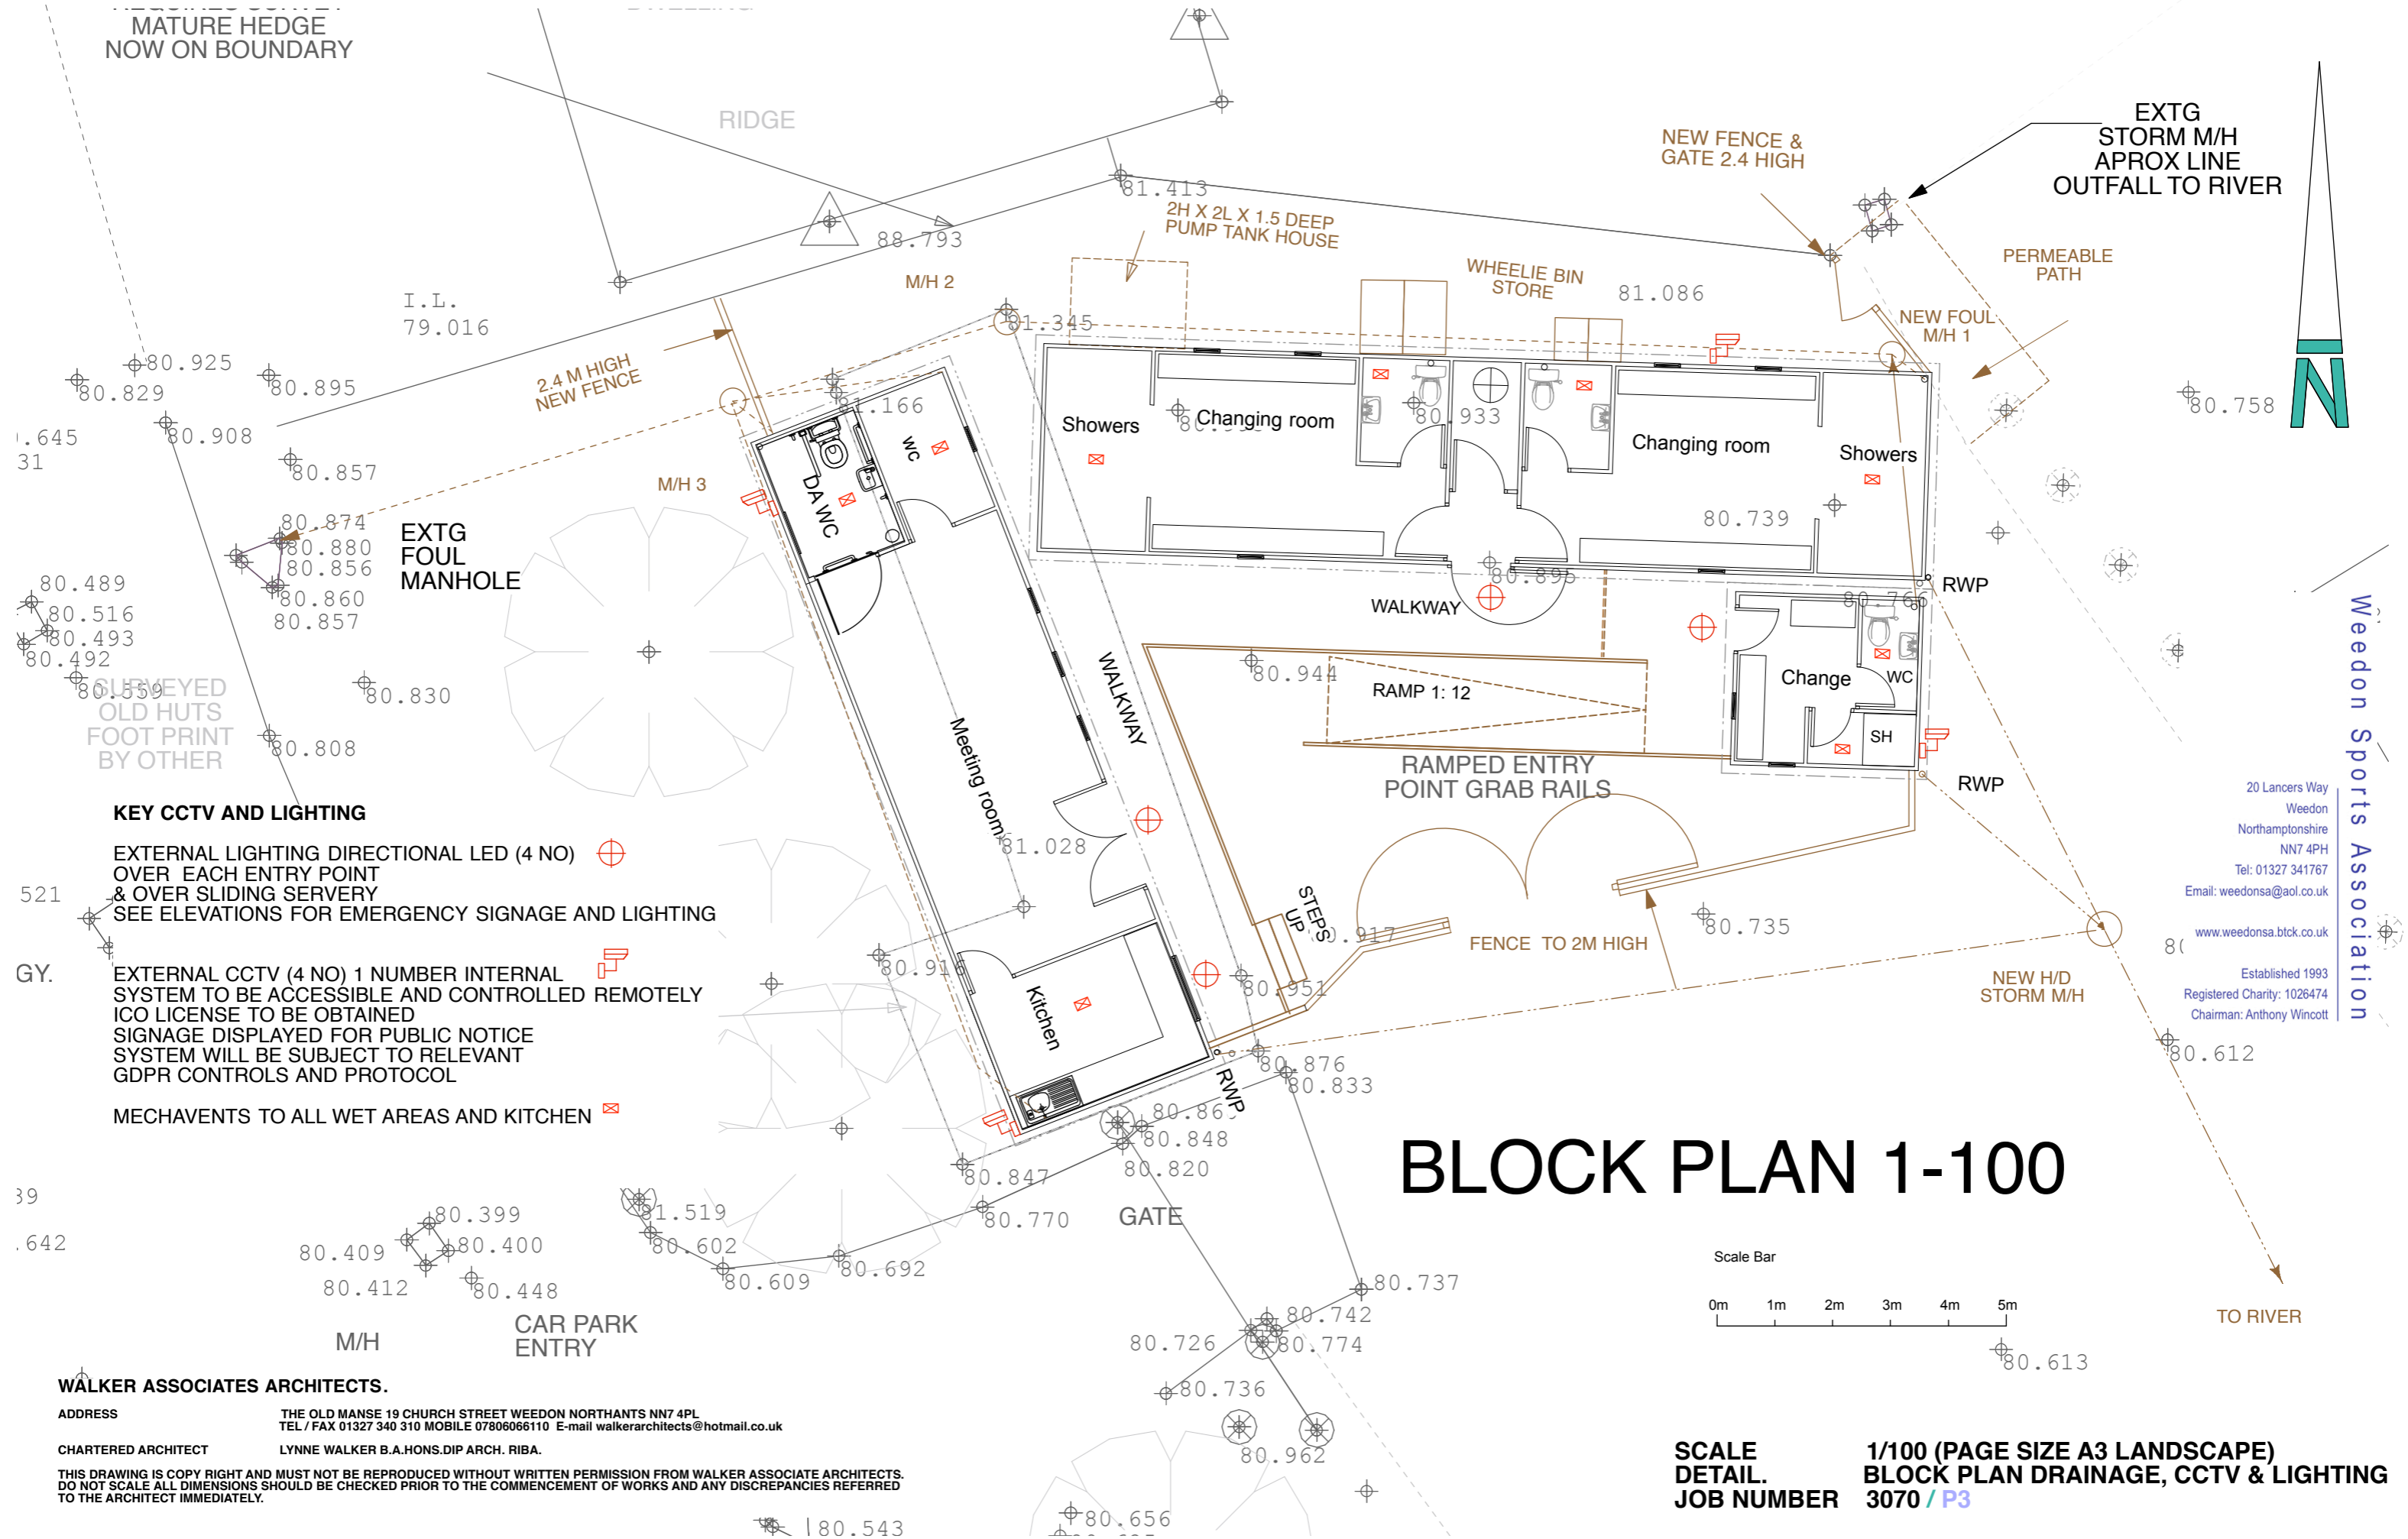 MATURE HEDGE
NOW ON BOUNDARY
RIDGE
EXTG
STORM M/H
APROX LINE
OUTFALL TO RIVER
NEW FENCE &
GATE 2.4 HIGH
81.413
2H X 2L X 1.5 DEEP
PUMP TANK HOUSE
88.793
M/H 2
WHEELIE BIN
STORE
81.086
PERMEABLE
PATH
I.L.
79.016
81.345
NEW FOUL
M/H 1
2.4 M HIGH
NEW FENCE
80.925
80.829
80.895
80.908
80.857
81.166
80.933
80.758
N
31
Showers
Changing room
Changing room
Showers
WC
DA WC
M/H 3
80.739
80.874
80.880
80.856
80.860
80.857
EXTG
FOUL
MANHOLE
80.489
80.516
80.493
80.492
80.559
80.895
WALKWAY
80.766
RWP
SURVEYED
OLD HUTS
FOOT PRINT
BY OTHER
80.830
80.808
WALKWAY
80.944
RAMP 1: 12
Change
WC
SH
RWP
Meeting room
81.028
RAMPED ENTRY
POINT GRAB RAILS
KEY CCTV AND LIGHTING
EXTERNAL LIGHTING DIRECTIONAL LED (4 NO)
OVER EACH ENTRY POINT
& OVER SLIDING SERVERY
SEE ELEVATIONS FOR EMERGENCY SIGNAGE AND LIGHTING
521
GY.
EXTERNAL CCTV (4 NO) 1 NUMBER INTERNAL
SYSTEM TO BE ACCESSIBLE AND CONTROLLED REMOTELY
ICO LICENSE TO BE OBTAINED
SIGNAGE DISPLAYED FOR PUBLIC NOTICE
SYSTEM WILL BE SUBJECT TO RELEVANT
GDPR CONTROLS AND PROTOCOL
MECHAVENTS TO ALL WET AREAS AND KITCHEN
STEPS
UP
FENCE TO 2M HIGH
80.735
80.916
80.951
Kitchen
NEW H/D
STORM M/H
80.612
80.876
80.833
RWP
80.848
80.820
80.847
80.770
GATE
Weedon Sports Association
20 Lancers Way
Weedon
Northamptonshire
NN7 4PH
Tel: 01327 341767
Email: weedonsa@aol.co.uk
www.weedonsa.btck.co.uk
Established 1993
Registered Charity: 1026474
Chairman: Anthony Wincott
BLOCK PLAN 1-100
81.519
80.602
80.609
80.692
80.399
80.409
80.400
80.412
80.448
.642
M/H
CAR PARK
ENTRY
80.737
80.742
80.726
80.774
80.736
80.962
80.656
80.543
Scale Bar
0m 1m 2m 3m 4m 5m
80.613
TO RIVER
WALKER ASSOCIATES ARCHITECTS.
ADDRESS THE OLD MANSE 19 CHURCH STREET WEEDON NORTHANTS NN7 4PL
TEL / FAX 01327 340 310 MOBILE 07806066110 E-mail walkerarchitects@hotmail.co.uk
CHARTERED ARCHITECT LYNNE WALKER B.A.HONS.DIP ARCH. RIBA.
THIS DRAWING IS COPY RIGHT AND MUST NOT BE REPRODUCED WITHOUT WRITTEN PERMISSION FROM WALKER ASSOCIATE ARCHITECTS.
DO NOT SCALE ALL DIMENSIONS SHOULD BE CHECKED PRIOR TO THE COMMENCEMENT OF WORKS AND ANY DISCREPANCIES REFERRED
TO THE ARCHITECT IMMEDIATELY.
SCALE 1/100 (PAGE SIZE A3 LANDSCAPE)
DETAIL. BLOCK PLAN DRAINAGE, CCTV & LIGHTING
JOB NUMBER 3070 / P3